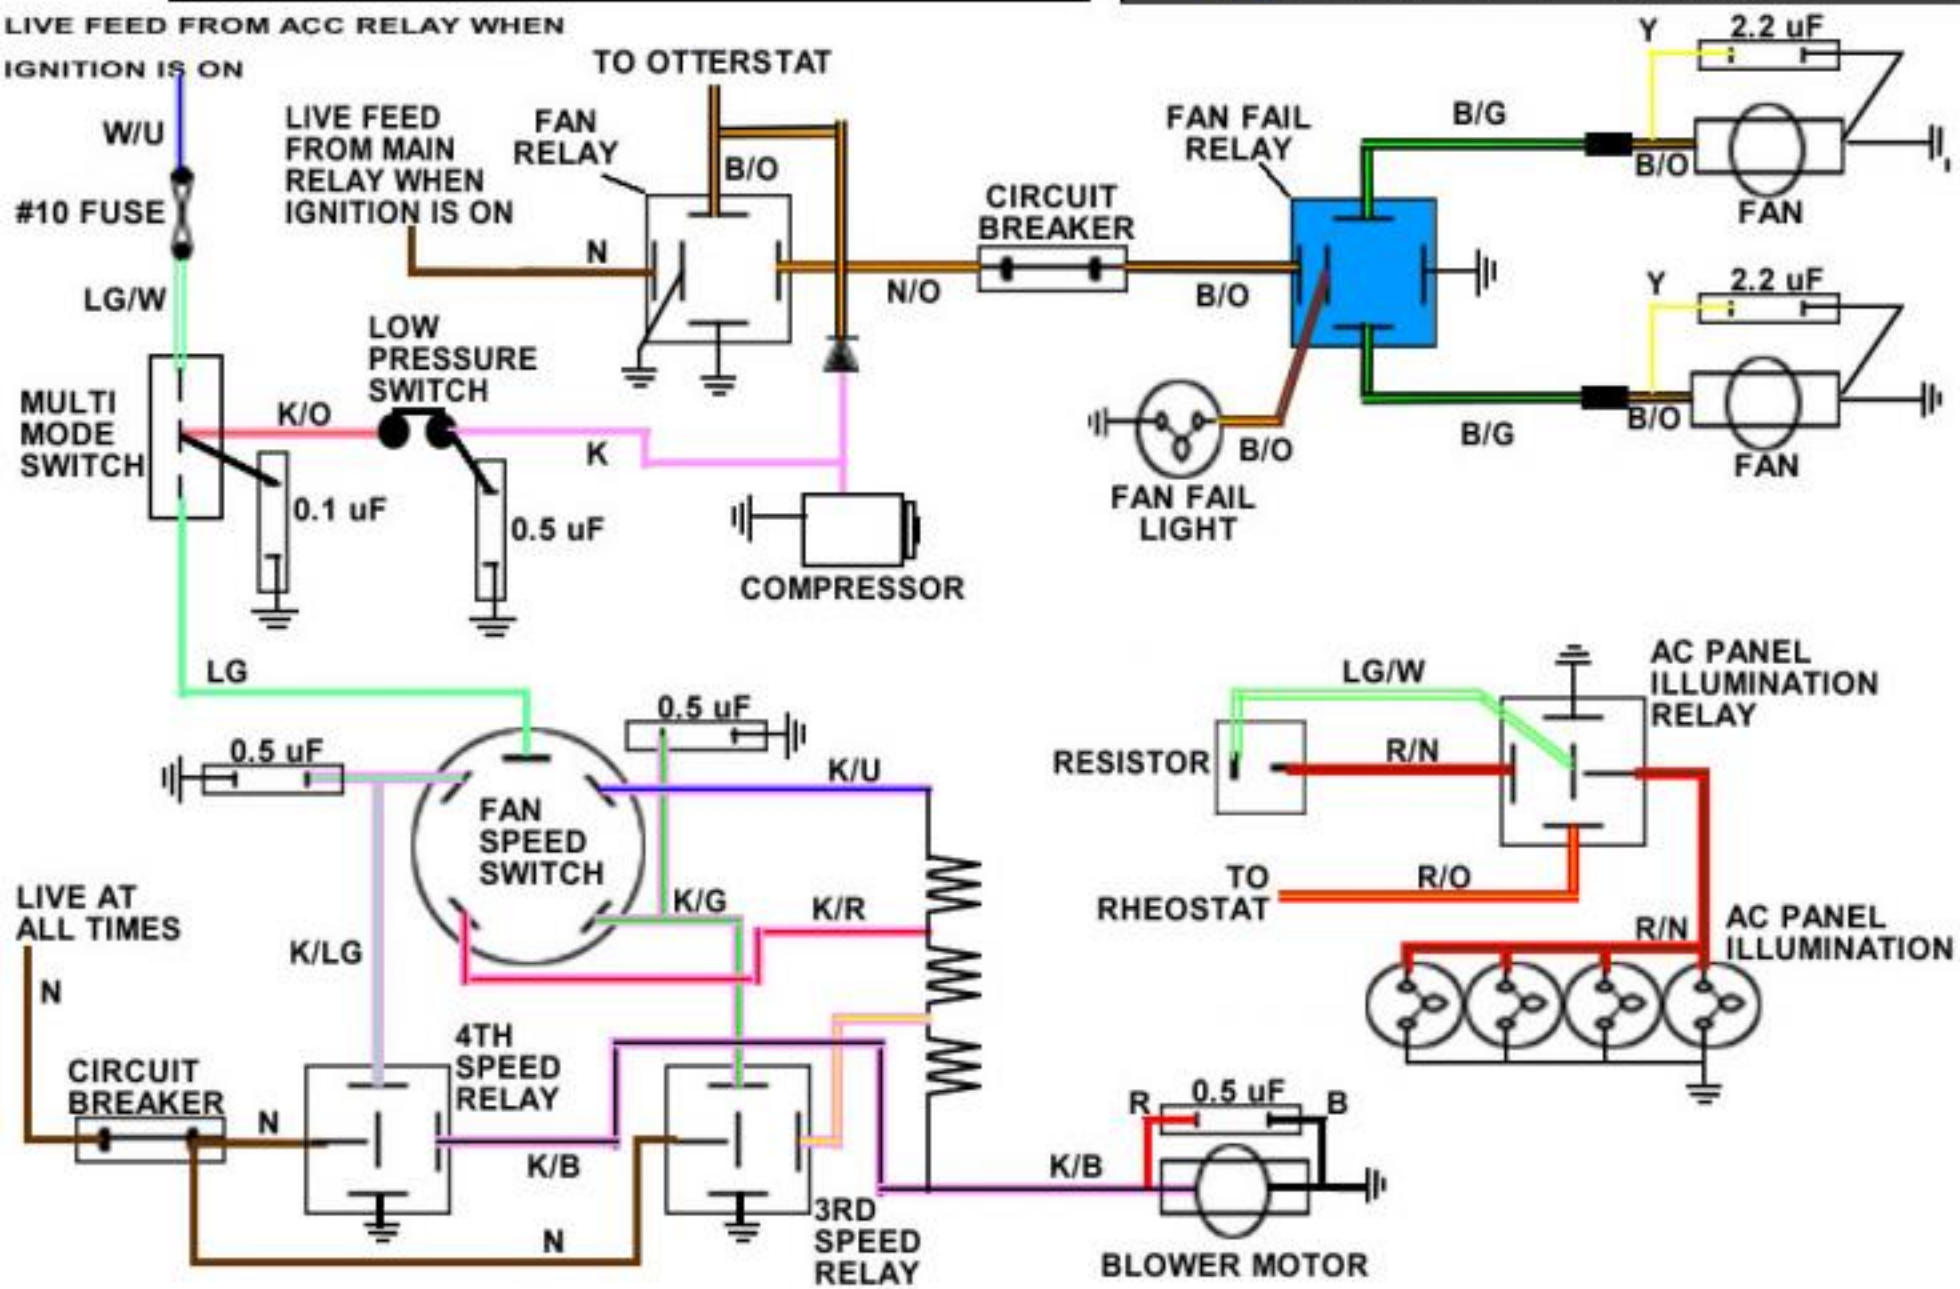 LIVE FEED FROM ACC RELAY WHEN
IGNITION IS ON
W/U
#10 FUSE
LG/W
MULTI
MODE
SWITCH
K/O
LOW
PRESSURE
SWITCH
K
0.1 uF
0.5 uF
LIVE FEED
FROM MAIN
RELAY WHEN
IGNITION IS ON
N
FAN
RELAY
TO OTTERSTAT
B/O
N/O
CIRCUIT
BREAKER
B/O
COMPRESSOR
FAN FAIL
RELAY
B/G
B/G
B/O
FAN FAIL
LIGHT
Y
2.2 uF
B/O
FAN
Y
2.2 uF
B/O
FAN
LG
0.5 uF
0.5 uF
FAN
SPEED
SWITCH
K/U
K/G
K/R
K/LG
LIVE AT
ALL TIMES
N
CIRCUIT
BREAKER
N
4TH
SPEED
RELAY
K/B
N
3RD
SPEED
RELAY
K/B
R
0.5 uF
B
BLOWER MOTOR
LG/W
RESISTOR
R/N
AC PANEL
ILLUMINATION
RELAY
TO
RHEOSTAT
R/O
R/N
AC PANEL
ILLUMINATION